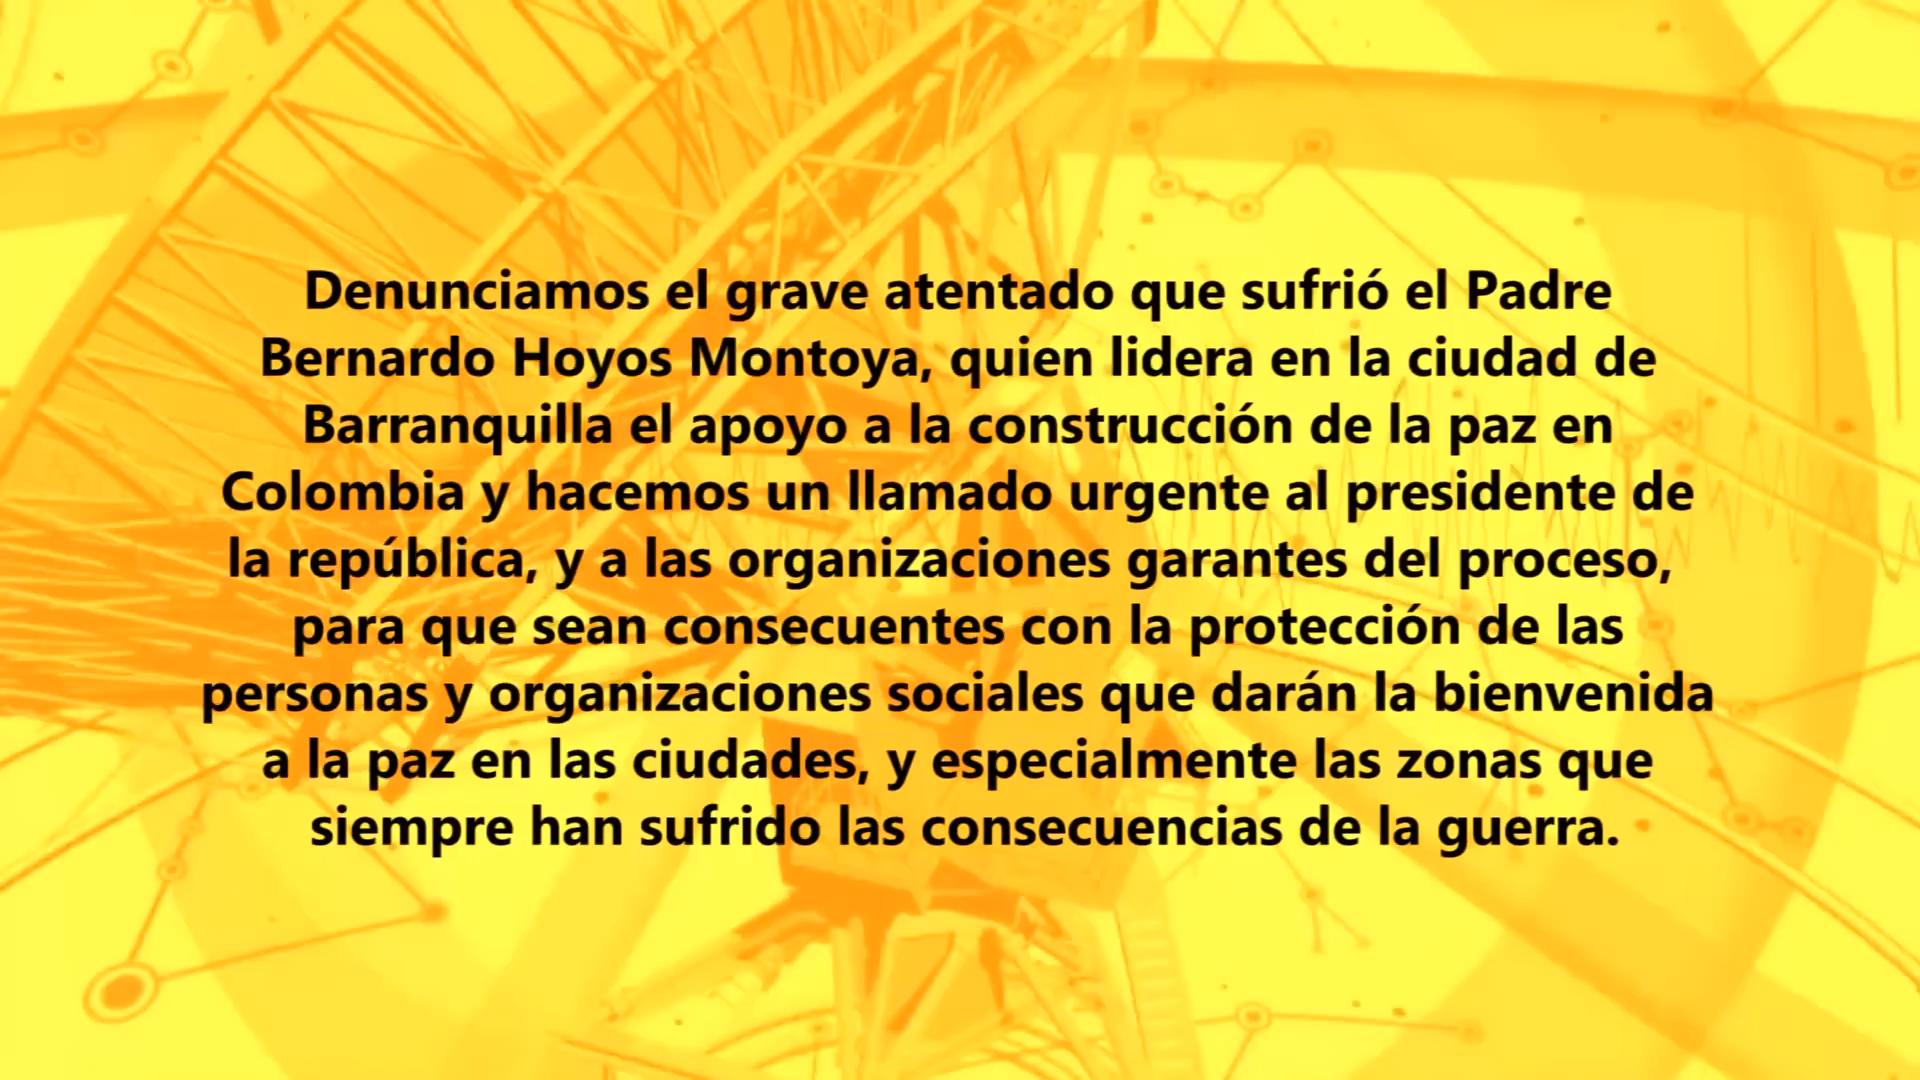 Denunciamos el grave atentado que sufrió el Padre
Bernardo Hoyos Montoya, quien lidera en la ciudad de
Barranquilla el apoyo a la construcción de la paz en
Colombia y hacemos un llamado urgente al presidente de
la república, y a las organizaciones garantes del proceso,
para que sean consecuentes con la protección de las
personas y organizaciones sociales que darán la bienvenida
a la paz en las ciudades, y especialmente las zonas que
siempre han sufrido las consecuencias de la guerra.